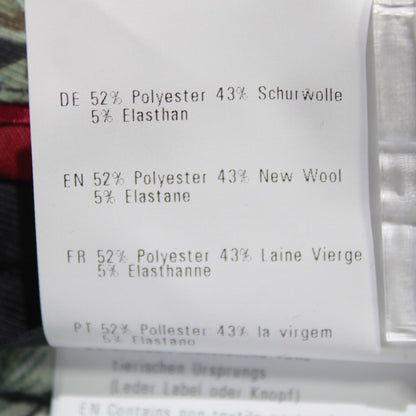 DE 52% Polyester 43% Schurwolle
5% Elasthan
EN 52% Polyester 43% New Wool
5% Elastane
FR 52% Polyester 43% Laine Vierge
5% Elasthanne
PT 52% Poliester 43% la virgem
5% Elastano
tierischen Ursprungs
(Leder Label oder Knopf)
EN Contains non textile